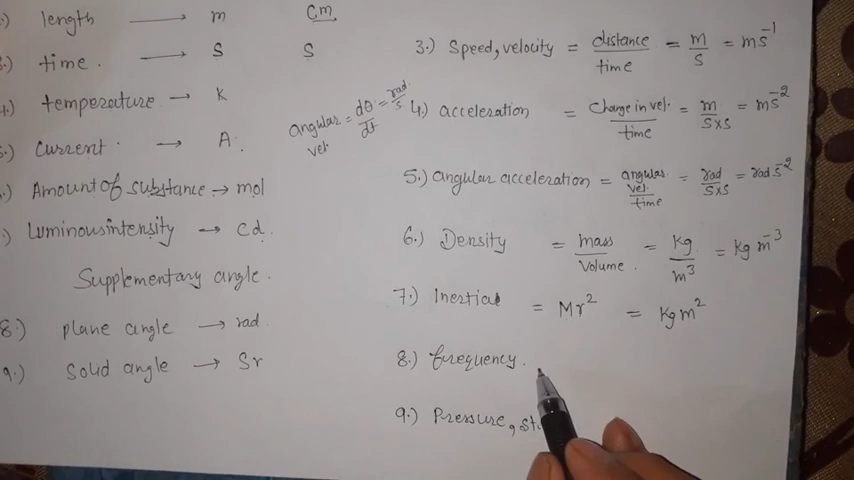 .) length → m cm
.) time. → S S
4.) temperature → K
.) Current. → A.
.) Amount of substance → mol
.) Luminous intensity → Cd.
Supplementary angle.
8.) plane angle → rad.
9.) Solid angle → Sr
angular vel. = dθ/dt = rad/s
3.) Speed, velocity = distance/time = m/s = ms⁻¹
4.) acceleration = Change in vel./time = m/s×s = ms⁻²
5.) angular acceleration = angular vel./time = rad/s×s = rad s⁻²
6.) Density = mass/Volume. = kg/m³ = kg m⁻³
7.) Inertia = Mr² = Kg m²
8.) frequency.
9.) Pressure,